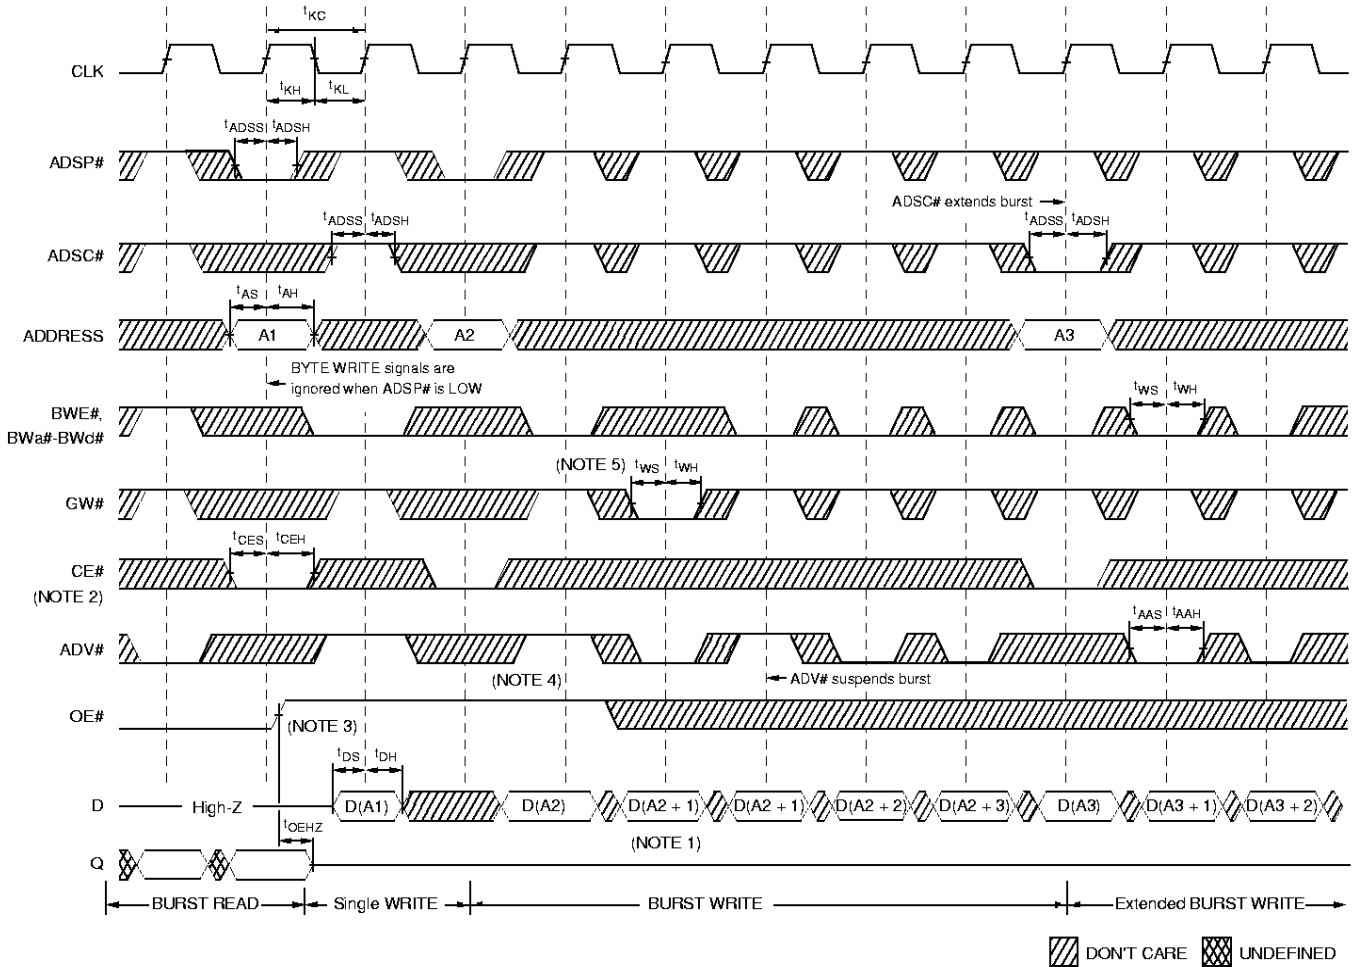 tKC
CLK
tKH tKL
tADSS tADSH
ADSP#
ADSC# extends burst
tADSS tADSH tADSS tADSH
ADSC#
tAS tAH
ADDRESS A1 A2 A3
BYTE WRITE signals are
ignored when ADSP# is LOW
BWE#,
BWa#-BWd#
tWS tWH
(NOTE 5) tWS tWH
GW#
tCES tCEH
CE#
(NOTE 2)
tAAS tAAH
ADV#
(NOTE 4) ADV# suspends burst
OE#
(NOTE 3)
tDS tDH
D High-Z D(A1) D(A2) D(A2 + 1) D(A2 + 1) D(A2 + 2) D(A2 + 3) D(A3) D(A3 + 1) D(A3 + 2)
tOEHZ (NOTE 1)
Q
BURST READ Single WRITE BURST WRITE Extended BURST WRITE
DON'T CARE UNDEFINED